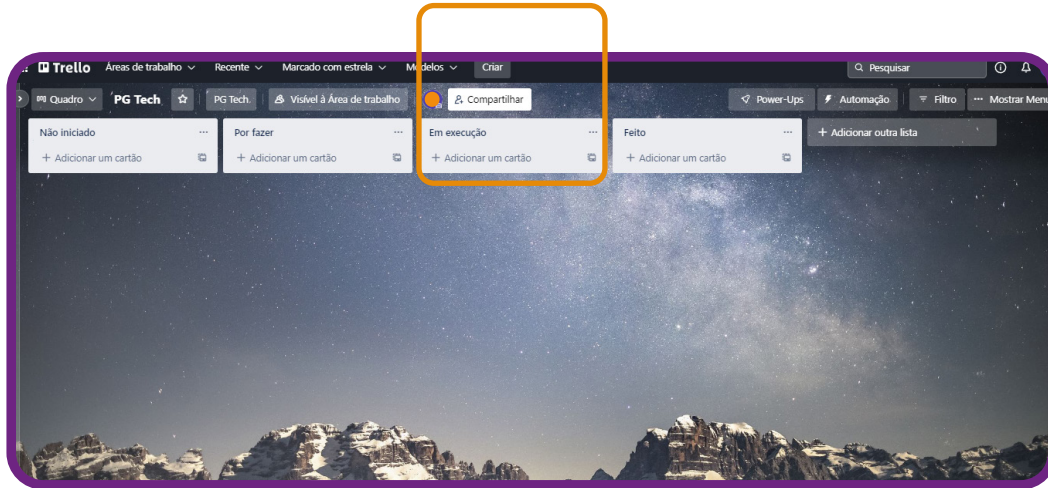 Trello Áreas de trabalho Recente Marcado com estrela Modelos Criar Pesquisar
Quadro PG Tech PG Tech. Visível à Área de trabalho Compartilhar Power-Ups Automação Filtro Mostrar Menu
Não iniciado Por fazer Em execução Feito + Adicionar outra lista
+ Adicionar um cartão + Adicionar um cartão + Adicionar um cartão + Adicionar um cartão